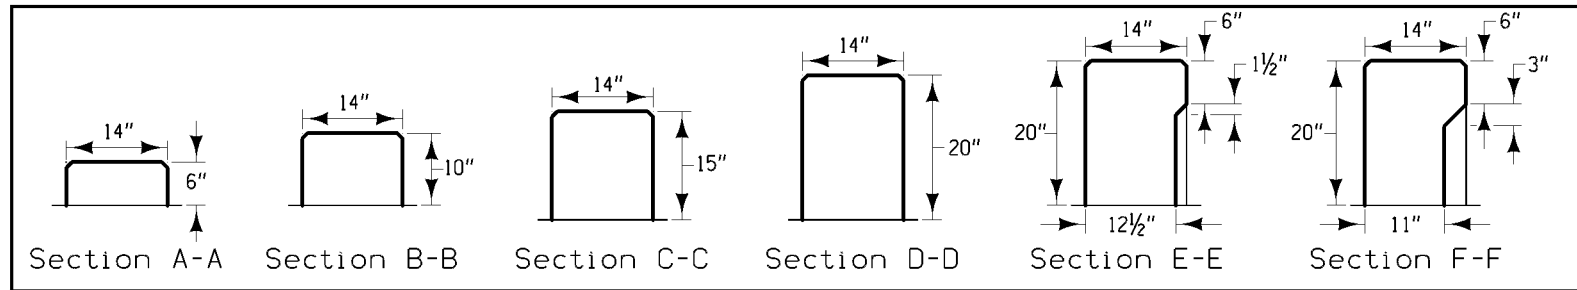 14" 6"
Section A-A
14" 10"
Section B-B
14" 15"
Section C-C
14" 20"
Section D-D
14" 6" 1½" 20" 12½"
Section E-E
14" 6" 3" 20" 11"
Section F-F